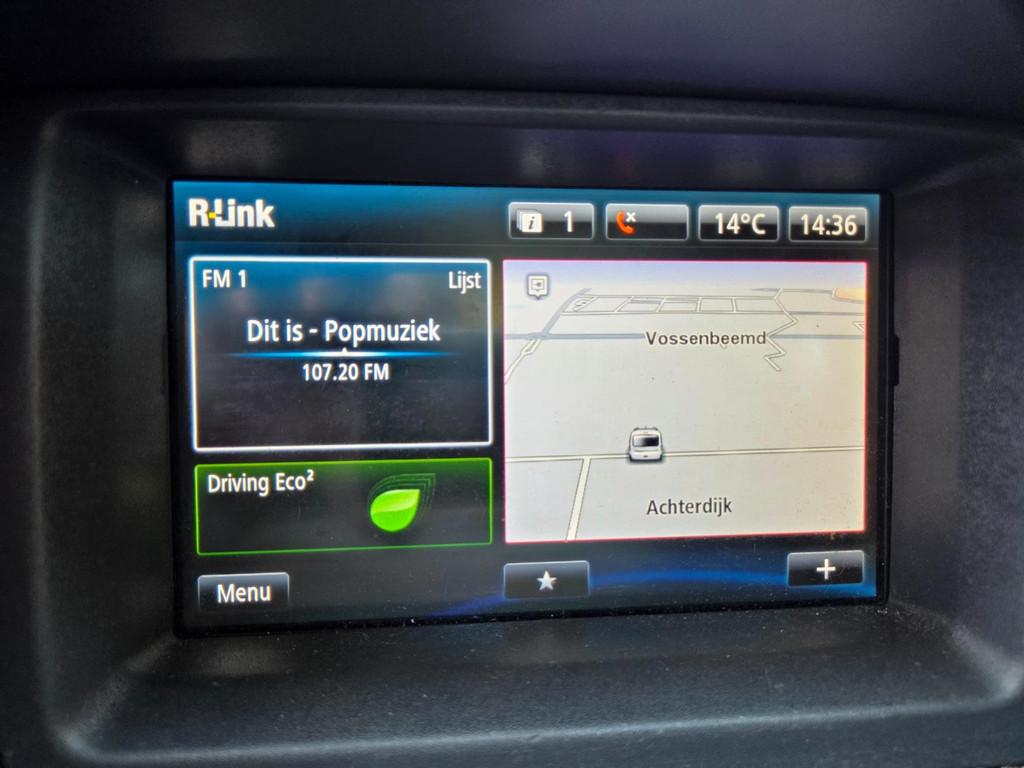 R-Link
i 1
14°C
14:36
FM 1
Lijst
Dit is - Popmuziek
107.20 FM
Vossenbeemd
Driving Eco²
Achterdijk
Menu
+